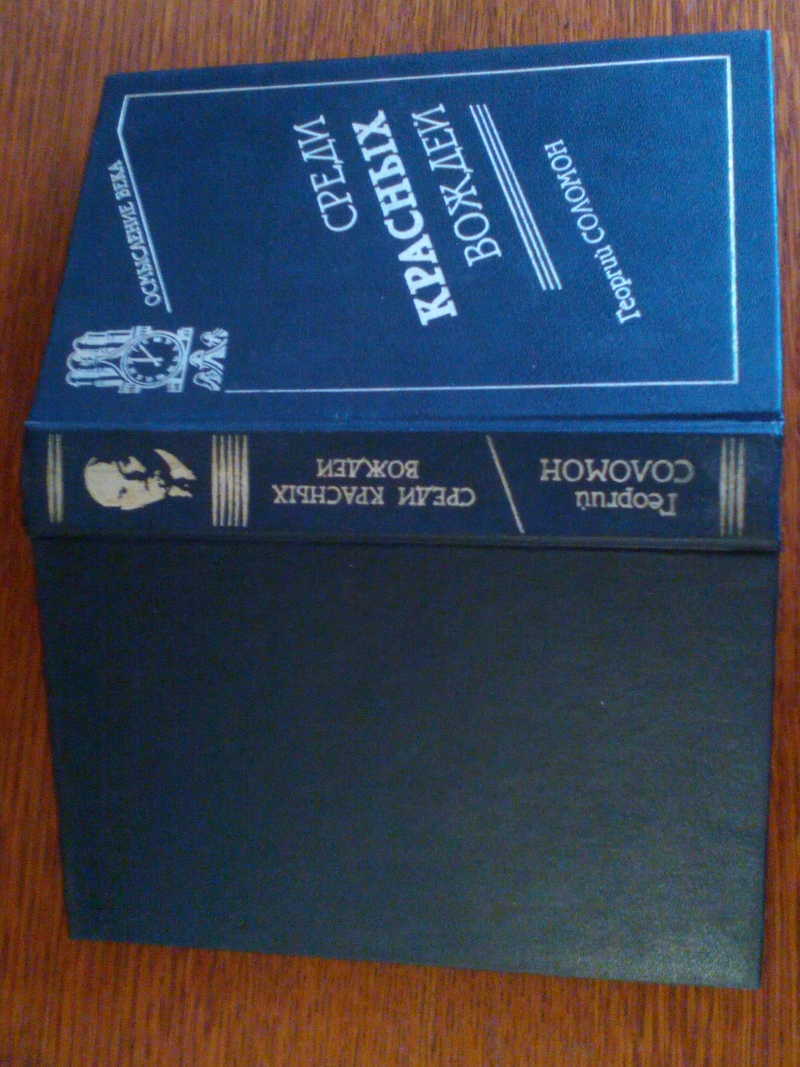 ОСМЫСЛЕНИЕ ВЕКА
СРЕДИ
КРАСНЫХ
ВОЖДЕЙ
Георгий СОЛОМОН
Георгий
СОЛОМОН
СРЕДИ КРАСНЫХ
ВОЖДЕЙ